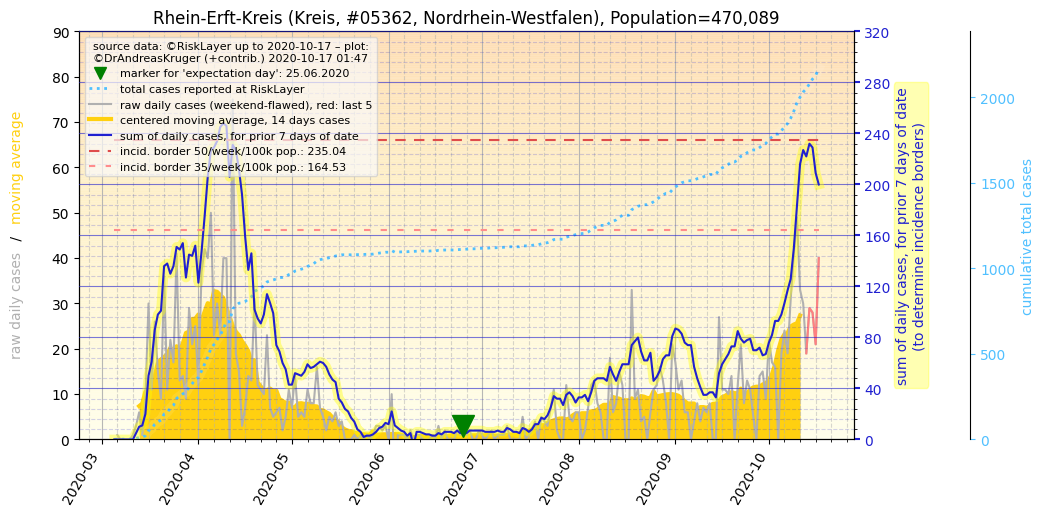 Rhein-Erft-Kreis (Kreis, #05362, Nordrhein-Westfalen), Population=470,089
source data: ©RiskLayer up to 2020-10-17 – plot:
©DrAndreasKruger (+contrib.) 2020-10-17 01:47
marker for 'expectation day': 25.06.2020
total cases reported at RiskLayer
raw daily cases (weekend-flawed), red: last 5
centered moving average, 14 days cases
sum of daily cases, for prior 7 days of date
incid. border 50/week/100k pop.: 235.04
incid. border 35/week/100k pop.: 164.53
raw daily cases / moving average
90
80
70
60
50
40
30
20
10
0
2020-03
2020-04
2020-05
2020-06
2020-07
2020-08
2020-09
2020-10
320
280
240
200
160
120
80
40
0
sum of daily cases, for prior 7 days of date
(to determine incidence borders)
2000
1500
1000
500
0
cumulative total cases